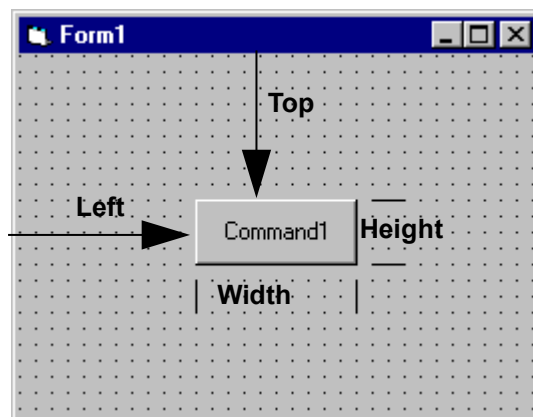 Form1
Top
Left
Command1
Height
Width